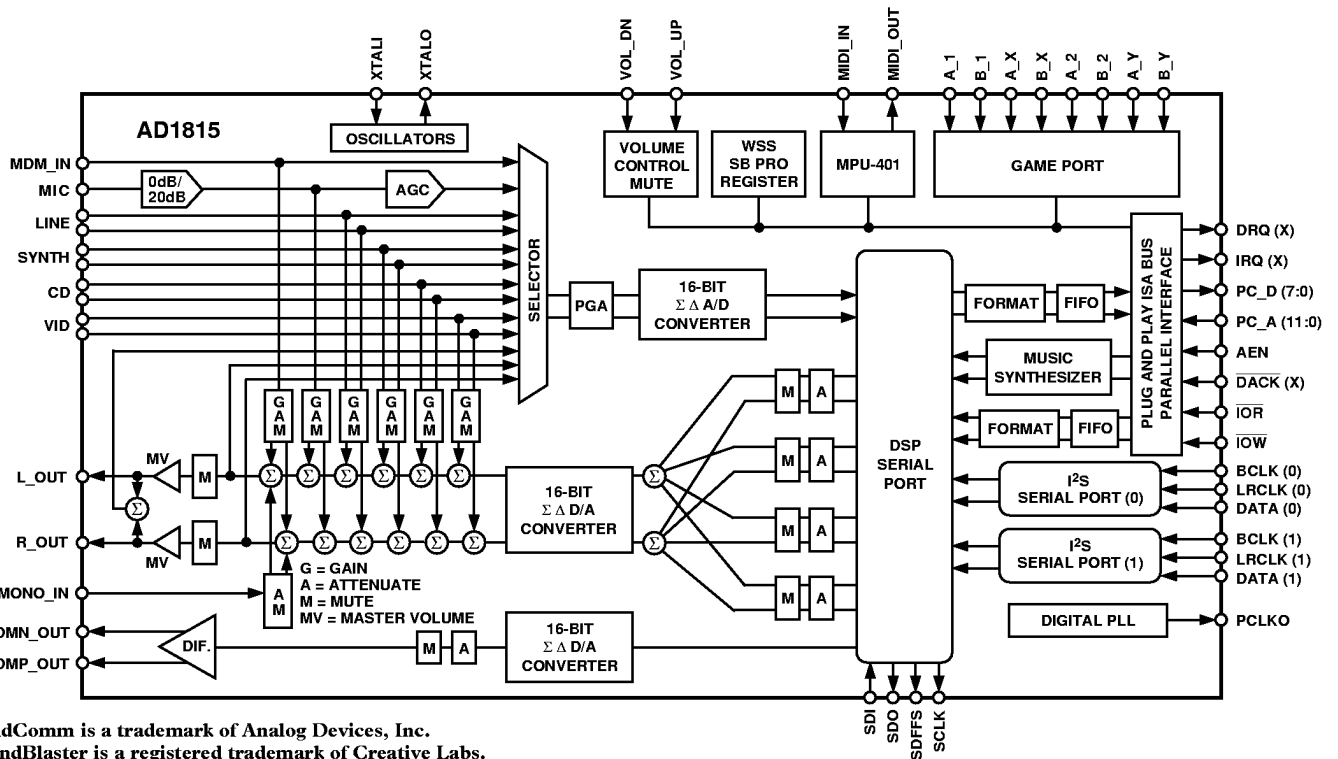 XTALI
XTALO
VOL_DN
VOL_UP
MIDI_IN
MIDI_OUT
A_1
B_1
A_X
B_X
A_2
B_2
A_Y
B_Y
AD1815
OSCILLATORS
VOLUME
CONTROL
MUTE
WSS
SB PRO
REGISTER
MPU-401
GAME PORT
MDM_IN
MIC
LINE
SYNTH
CD
VID
0dB/
20dB
AGC
SELECTOR
PGA
16-BIT
Σ Δ A/D
CONVERTER
FORMAT
FIFO
MUSIC
SYNTHESIZER
FORMAT
FIFO
PLUG AND PLAY ISA BUS
PARALLEL INTERFACE
DRQ (X)
IRQ (X)
PC_D (7:0)
PC_A (11:0)
AEN
DACK (X)
IOR
IOW
BCLK (0)
LRCLK (0)
DATA (0)
BCLK (1)
LRCLK (1)
DATA (1)
PCLKO
G
A
M
G
A
M
G
A
M
G
A
M
G
A
M
G
A
M
M A
M A
M A
M A
DSP
SERIAL
PORT
I²S
SERIAL PORT (0)
I²S
SERIAL PORT (1)
DIGITAL PLL
L_OUT
MV
M
Σ Σ Σ Σ Σ Σ
16-BIT
Σ Δ D/A
CONVERTER
Σ
Σ
Σ
R_OUT
MV
M
Σ Σ Σ Σ Σ Σ
G = GAIN
A = ATTENUATE
M = MUTE
MV = MASTER VOLUME
MONO_IN
A
M
OMN_OUT
OMP_OUT
DIF.
M A
16-BIT
Σ Δ D/A
CONVERTER
SDI
SDO
SDFFS
SCLK
dComm is a trademark of Analog Devices, Inc.
ndBlaster is a registered trademark of Creative Labs.